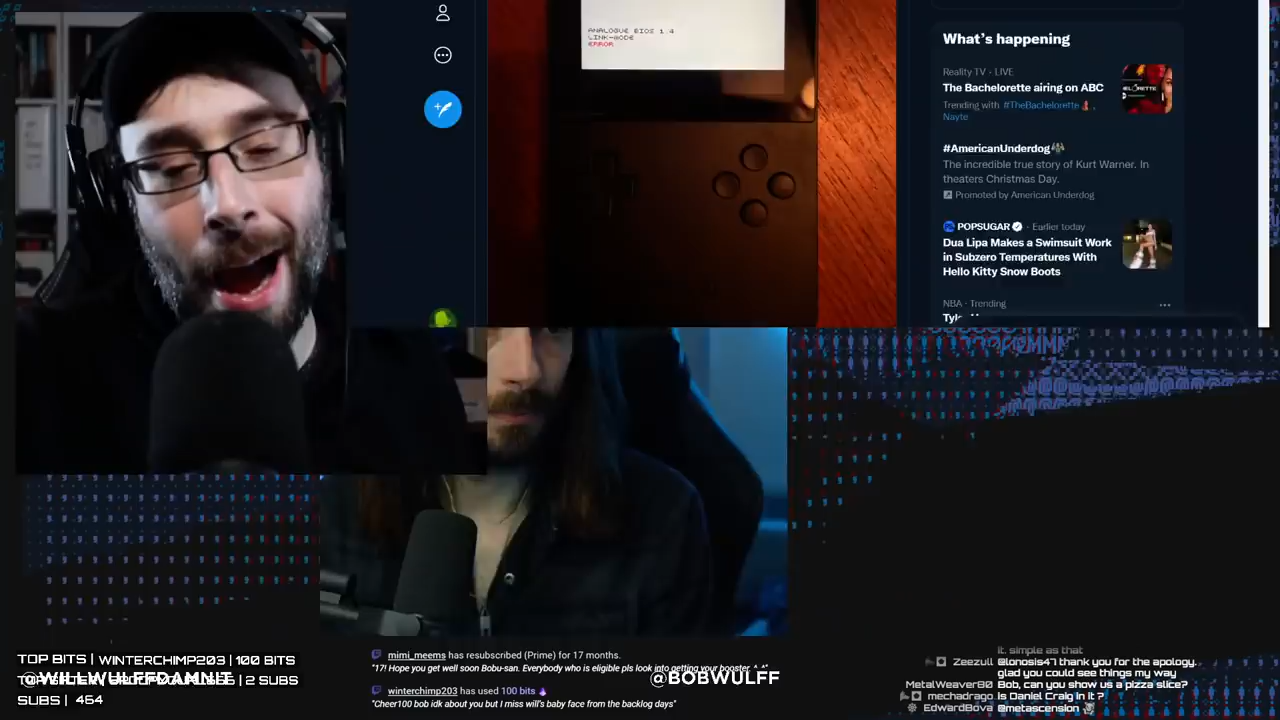 ANALOGUE BIOS 1.4
LINK-MODE
ERROR
What's happening
Reality TV · LIVE
The Bachelorette airing on ABC
Trending with #TheBachelorette,
Nayte
#AmericanUnderdog
The incredible true story of Kurt Warner. In
theaters Christmas Day.
Promoted by American Underdog
POPSUGAR · Earlier today
Dua Lipa Makes a Swimsuit Work
in Subzero Temperatures With
Hello Kitty Snow Boots
NBA · Trending
mimi_meems has resubscribed (Prime) for 17 months.
"17! Hope you get well soon Bobu-san. Everybody who is eligible pls look into getting your booster. ^_^"
winterchimp203 has used 100 bits
"Cheer100 bob idk about you but I miss will's baby face from the backlog days"
TOP BITS | WINTERCHIMP203 | 100 BITS
@WILLWULFFDAMNIT
| 2 SUBS
SUBS | 464
@BOBWULFF
it. simple as that
Zeezull @lonosis47 thank you for the apology.
glad you could see things my way
MetalWeaver80 Bob, can you show us a pizza slice?
mechadrago is Daniel Craig in it ?
EdwardBova @metascension